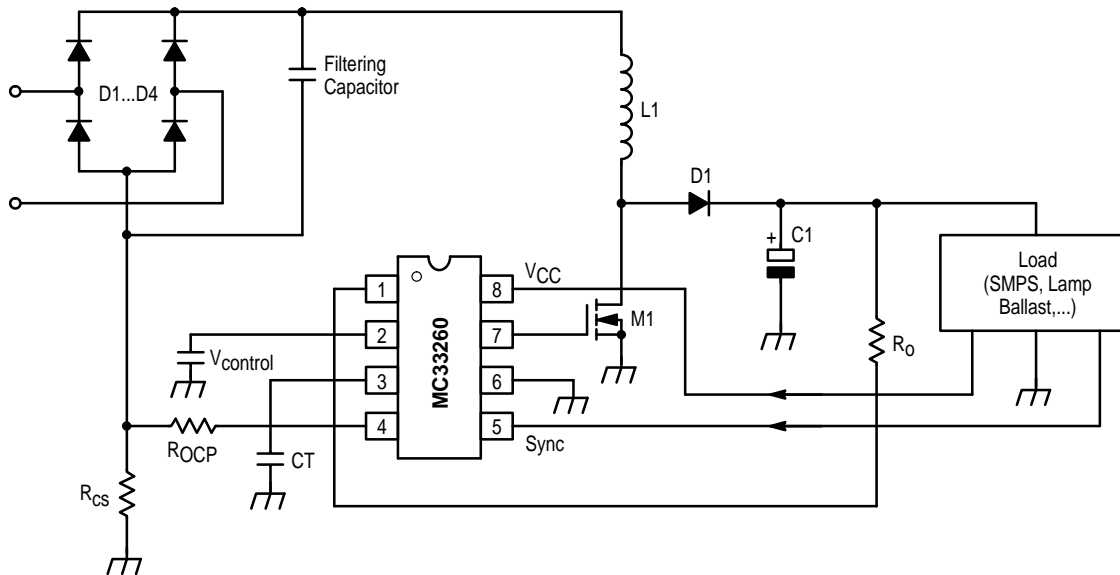 D1...D4
Filtering
Capacitor
L1
D1
+
C1
Load
(SMPS, Lamp
Ballast,...)
VCC
1
8
M1
RO
2
7
Vcontrol
MC33260
3
6
4
5
ROCP
CT
Sync
RCS